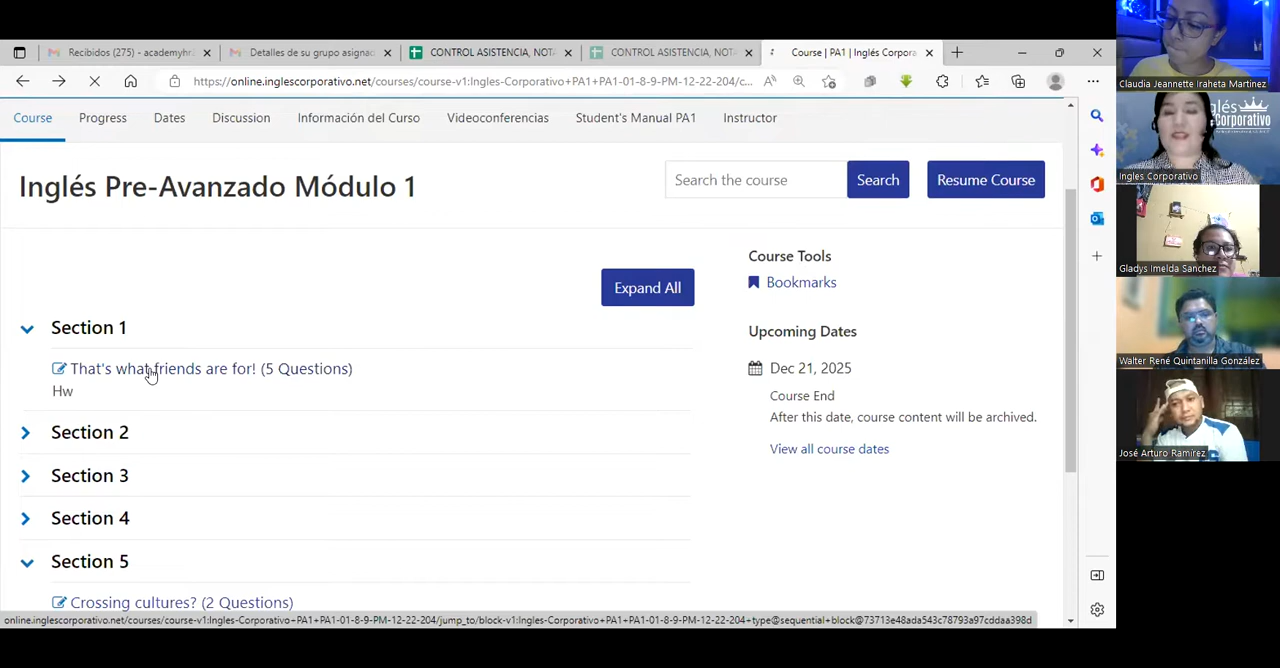 Recibidos (275) - academyhr
Detalles de su grupo asignad
CONTROL ASISTENCIA, NOTA
CONTROL ASISTENCIA, NOTA
Course | PA1 | Inglés Corpora
https://online.inglescorporativo.net/courses/course-v1:Ingles-Corporativo+PA1+PA1-01-8-9-PM-12-22-204/c...
Course
Progress
Dates
Discussion
Información del Curso
Videoconferencias
Student's Manual PA1
Instructor
Inglés Pre-Avanzado Módulo 1
Search the course
Search
Resume Course
Expand All
Section 1
That's what friends are for! (5 Questions)
Hw
Section 2
Section 3
Section 4
Section 5
Crossing cultures? (2 Questions)
Course Tools
Bookmarks
Upcoming Dates
Dec 21, 2025
Course End
After this date, course content will be archived.
View all course dates
online.inglescorporativo.net/courses/course-v1:Ingles-Corporativo+PA1+PA1-01-8-9-PM-12-22-204/jump_to/block-v1:Ingles-Corporativo+PA1+PA1-01-8-9-PM-12-22-204+type@sequential+block@73713e48ada543c78793a97cddaa398d
Claudia Jeannette Iraheta Martinez
glés
Corporativo
Ingles Corporativo
Gladys Imelda Sanchez
Walter René Quintanilla González
José Arturo Ramírez